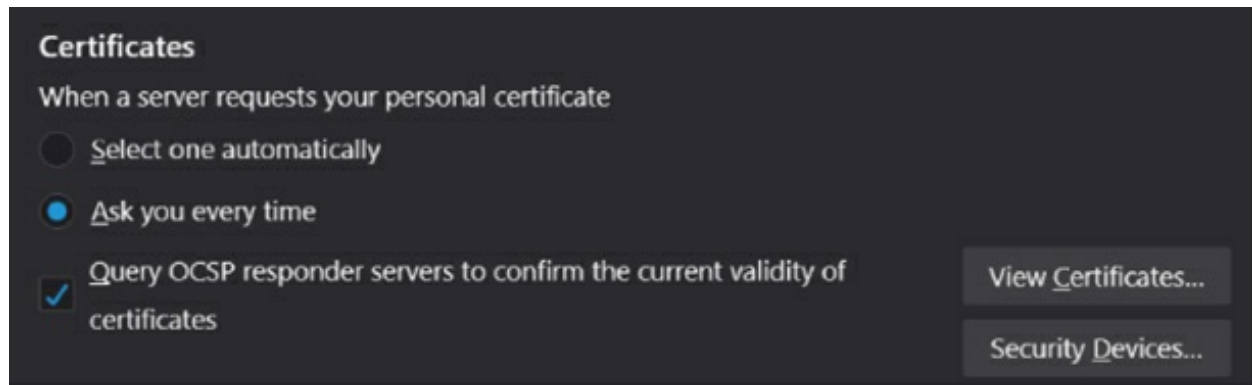 Certificates
When a server requests your personal certificate
Select one automatically
Ask you every time
Query OCSP responder servers to confirm the current validity of
certificates
View Certificates...
Security Devices...